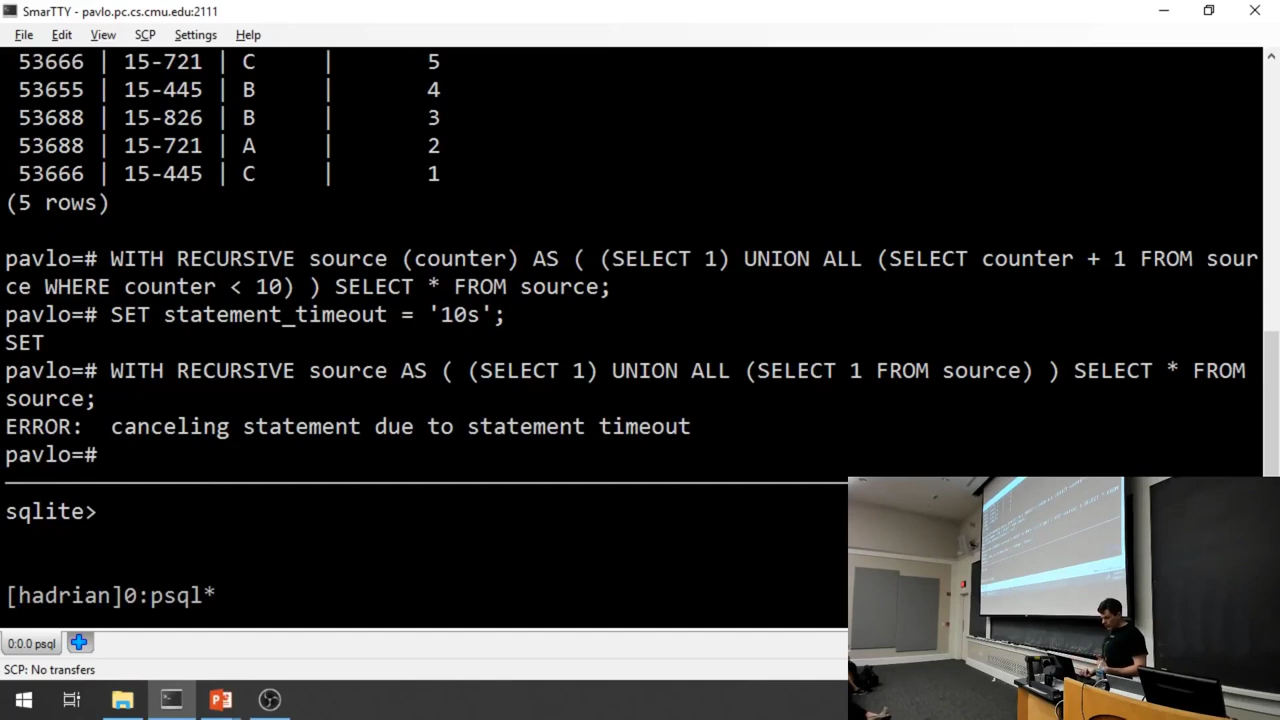 SmarTTY - pavlo.pc.cs.cmu.edu:2111
File Edit View SCP Settings Help
53666 | 15-721 | C | 5
53655 | 15-445 | B | 4
53688 | 15-826 | B | 3
53688 | 15-721 | A | 2
53666 | 15-445 | C | 1
(5 rows)
pavlo=# WITH RECURSIVE source (counter) AS ( (SELECT 1) UNION ALL (SELECT counter + 1 FROM sour
ce WHERE counter < 10) ) SELECT * FROM source;
pavlo=# SET statement_timeout = '10s';
SET
pavlo=# WITH RECURSIVE source AS ( (SELECT 1) UNION ALL (SELECT 1 FROM source) ) SELECT * FROM
source;
ERROR:  canceling statement due to statement timeout
pavlo=#
sqlite>
[hadrian]0:psql*
0:0.0 psql
SCP: No transfers